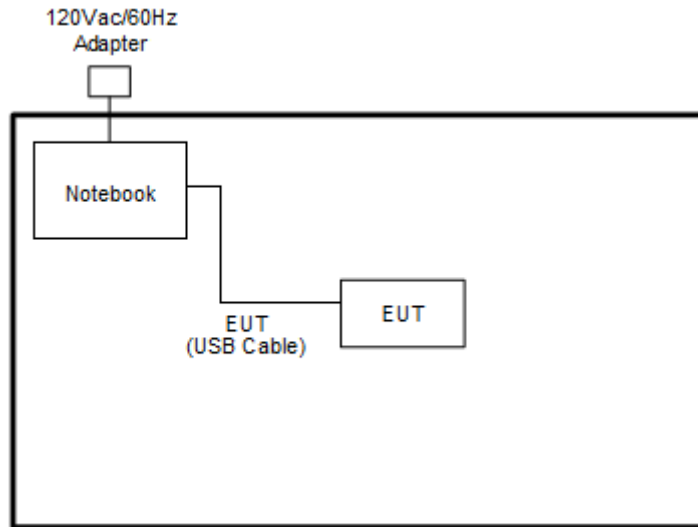 120Vac/60Hz
Adapter
Notebook
EUT
EUT
(USB Cable)